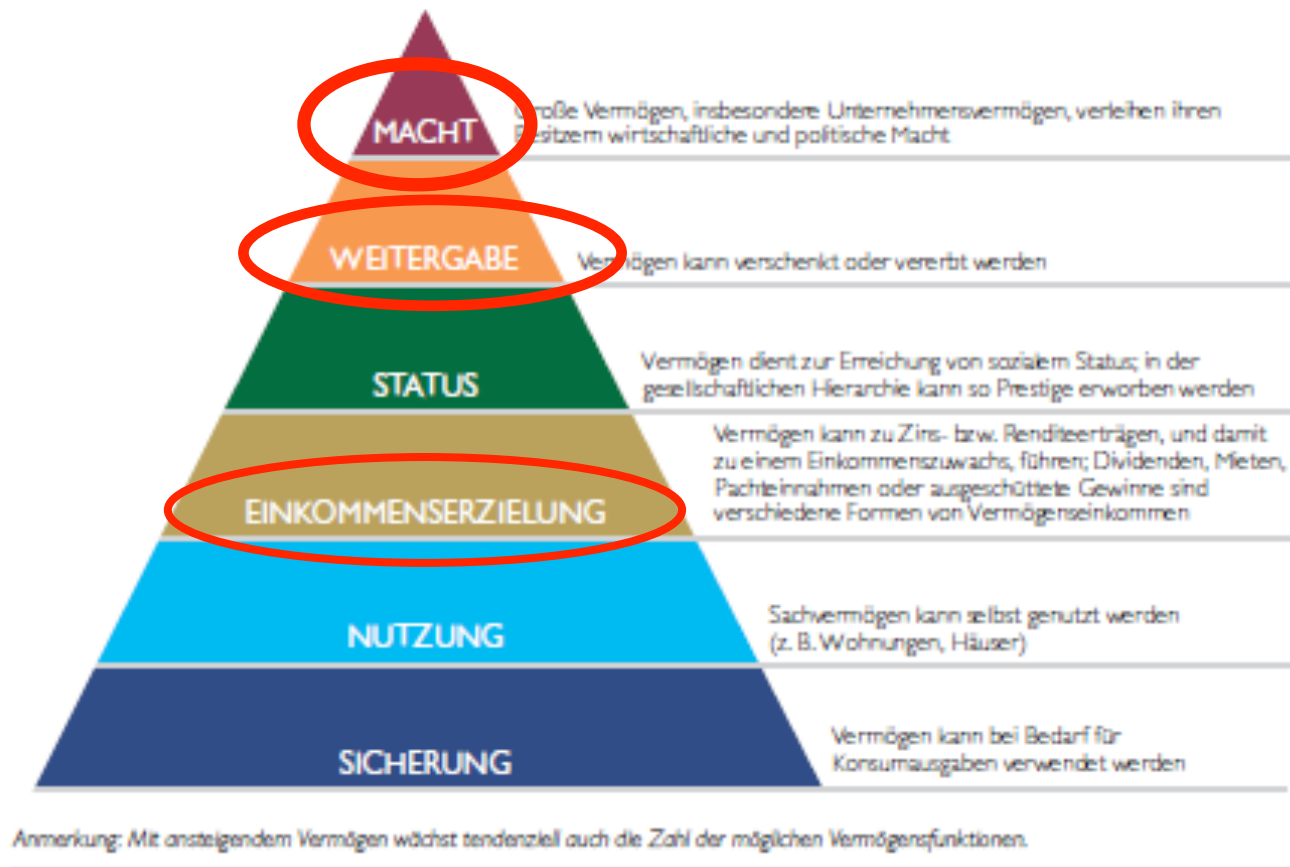 MACHT
Große Vermögen, insbesondere Unternehmensvermögen, verleihen ihren
Besitzern wirtschaftliche und politische Macht
WEITERGABE
Vermögen kann verschenkt oder vererbt werden
STATUS
Vermögen dient zur Erreichung von sozialem Status; in der
gesellschaftlichen Hierarchie kann so Prestige erworben werden
EINKOMMENSERZIELUNG
Vermögen kann zu Zins- bzw. Renditeerträgen, und damit
zu einem Einkommenszuwachs, führen; Dividenden, Mieten,
Pachteinnahmen oder ausgeschüttete Gewinne sind
verschiedene Formen von Vermögenseinkommen
NUTZUNG
Sachvermögen kann selbst genutzt werden
(z. B. Wohnungen, Häuser)
SICHERUNG
Vermögen kann bei Bedarf für
Konsumausgaben verwendet werden
Anmerkung: Mit ansteigendem Vermögen wächst tendenziell auch die Zahl der möglichen Vermögensfunktionen.